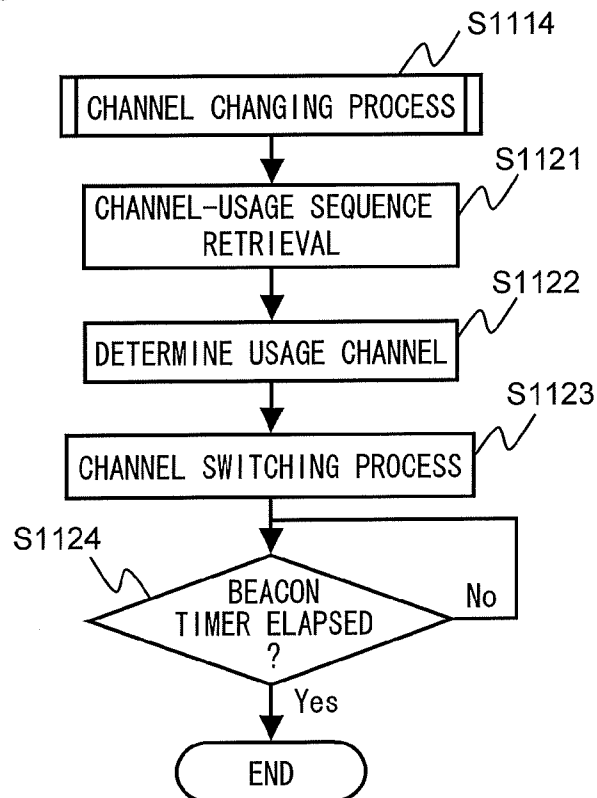 S1114
CHANNEL CHANGING PROCESS
S1121
CHANNEL-USAGE SEQUENCE
RETRIEVAL
S1122
DETERMINE USAGE CHANNEL
S1123
CHANNEL SWITCHING PROCESS
S1124
BEACON
TIMER ELAPSED
?
No
Yes
END